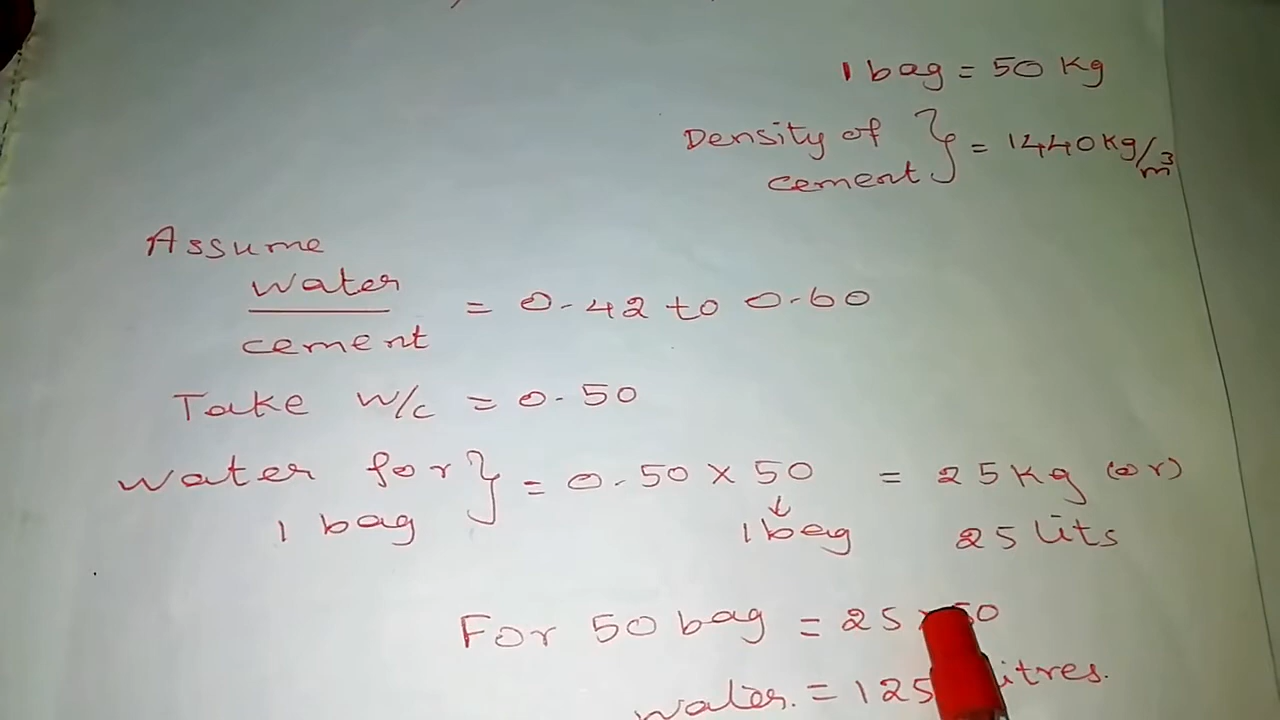 1 bag = 50 Kg
Density of cement } = 1440 Kg/m³
Assume
water / cement = 0.42 to 0.60
Take w/c = 0.50
water for 1 bag } = 0.50 × 50 = 25 Kg (or)
↓
1 bag 25 lits
For 50 bag = 25 50
water. = 125 itres.